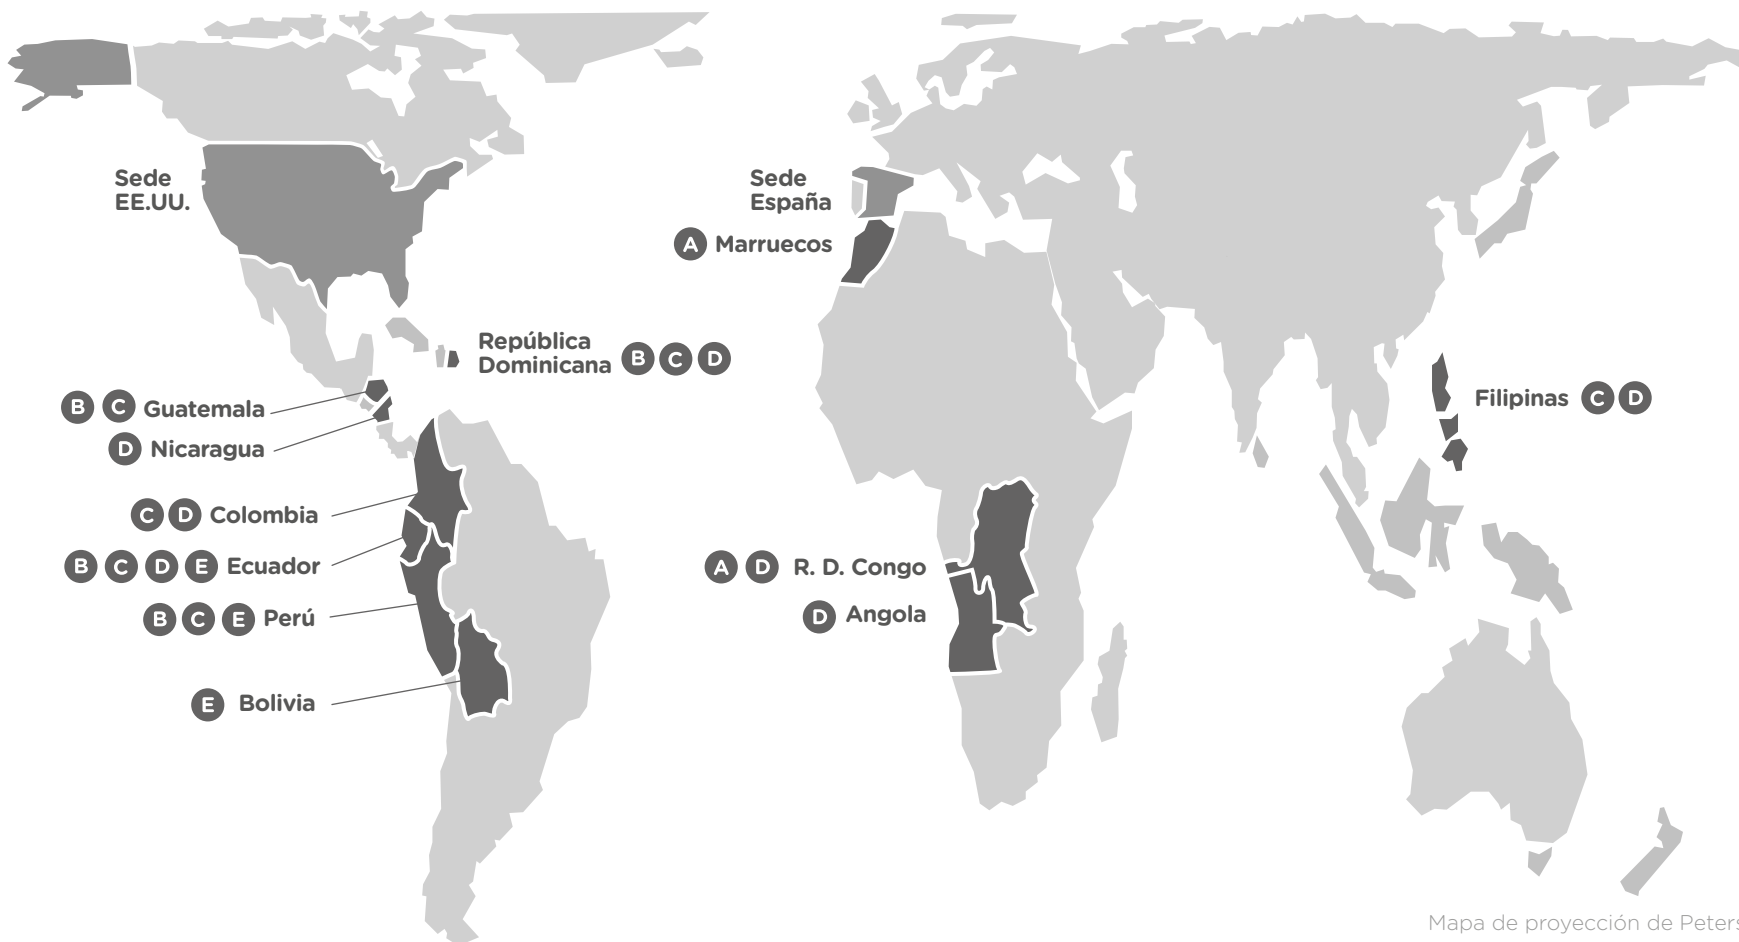 Sede
EE.UU.
Sede
España
A Marruecos
República
Dominicana B C D
B C Guatemala
D Nicaragua
Filipinas C D
C D Colombia
B C D E Ecuador
B C E Perú
A D R. D. Congo
D Angola
E Bolivia
Mapa de proyección de Peters